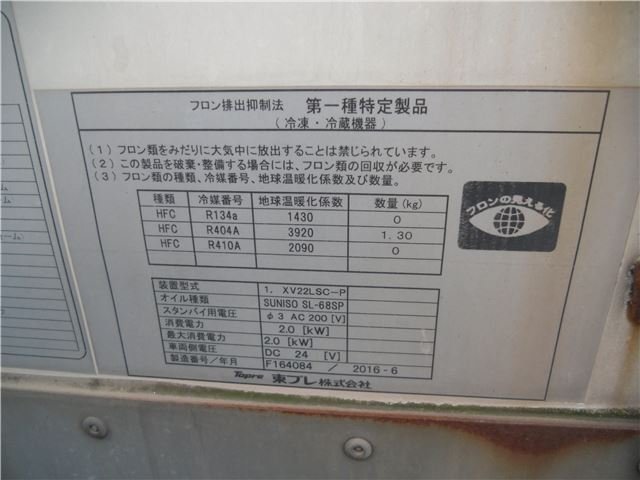 フロン排出抑制法 第一種特定製品
(冷凍・冷蔵機器)
(1) フロン類をみだりに大気中に放出することは禁じられています。
(2) この製品を破棄・整備する場合には、フロン類の回収が必要です。
(3) フロン類の種類、冷媒番号、地球温暖化係数及び数量。
種類 冷媒番号 地球温暖化係数 数量(kg)
HFC R134a 1430 0
HFC R404A 3920 1.30
HFC R410A 2090 0
フロンの見える化
装置型式 1. XV22LSC-P
オイル種類 SUNISO SL-68SP
スタンバイ用電圧 φ3 AC 200 [V]
消費電力 2.0 [kW]
最大消費電力 2.0 [kW]
車両側電圧 DC 24 [V]
製造番号/年月 F164084 / 2016-6
Topre 東プレ株式会社